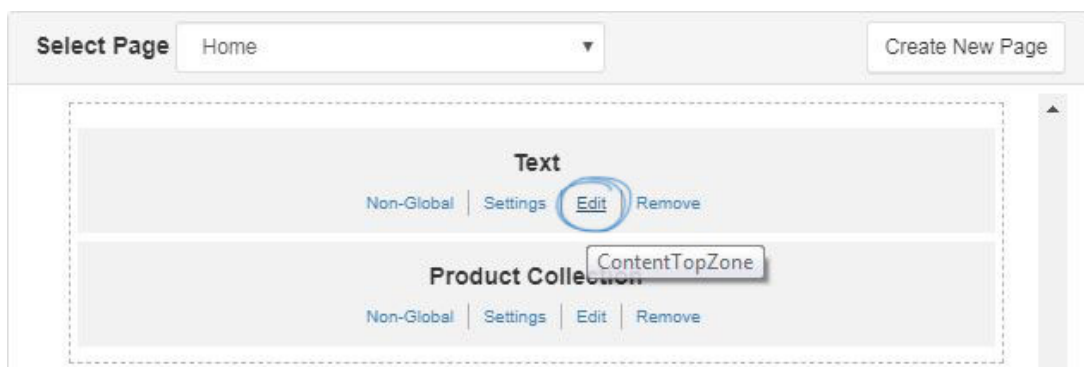 Select Page Home Create New Page
Text
Non-Global Settings Edit Remove
ContentTopZone
Product Collection
Non-Global Settings Edit Remove